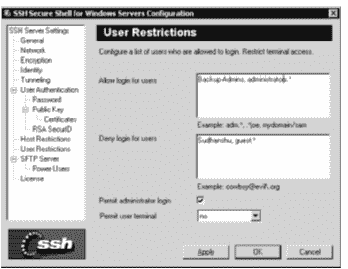 SSH Secure Shell for Windows Servers Configuration
SSH Server Settings
General
Network
Encryption
Identity
Tunneling
User Authentication
Password
Public Key
Certificates
RSA SecurID
Host Restrictions
User Restrictions
SFTP Server
Power Users
License
User Restrictions
Configure a list of users who are allowed to login. Restrict terminal access.
Allow login for users
Backup-Admins, administrator.*
Example: adm.*, .*joe, mydomain/sam
Deny login for users
Sudhanshu, guest.*
Example: cowboy@evil\.org
Permit administrator login
Permit user terminal
no
ssh
Apply
OK
Cancel